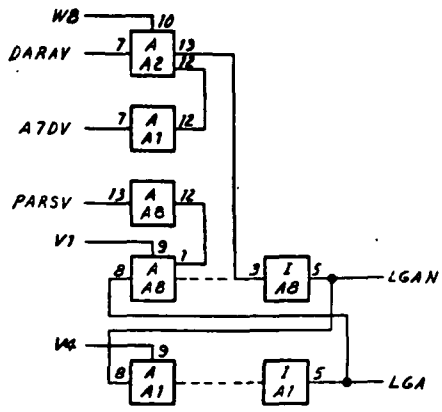 W8
10
DARAV 7 A 13
A2 12
A7DV 7 A 12
A1
PARSV 13 A 12
A8
V1
9
8 A 1
A8
3 I 5 LGAN
A8
V4
9
8 A
A1
I 5 LGA
A1